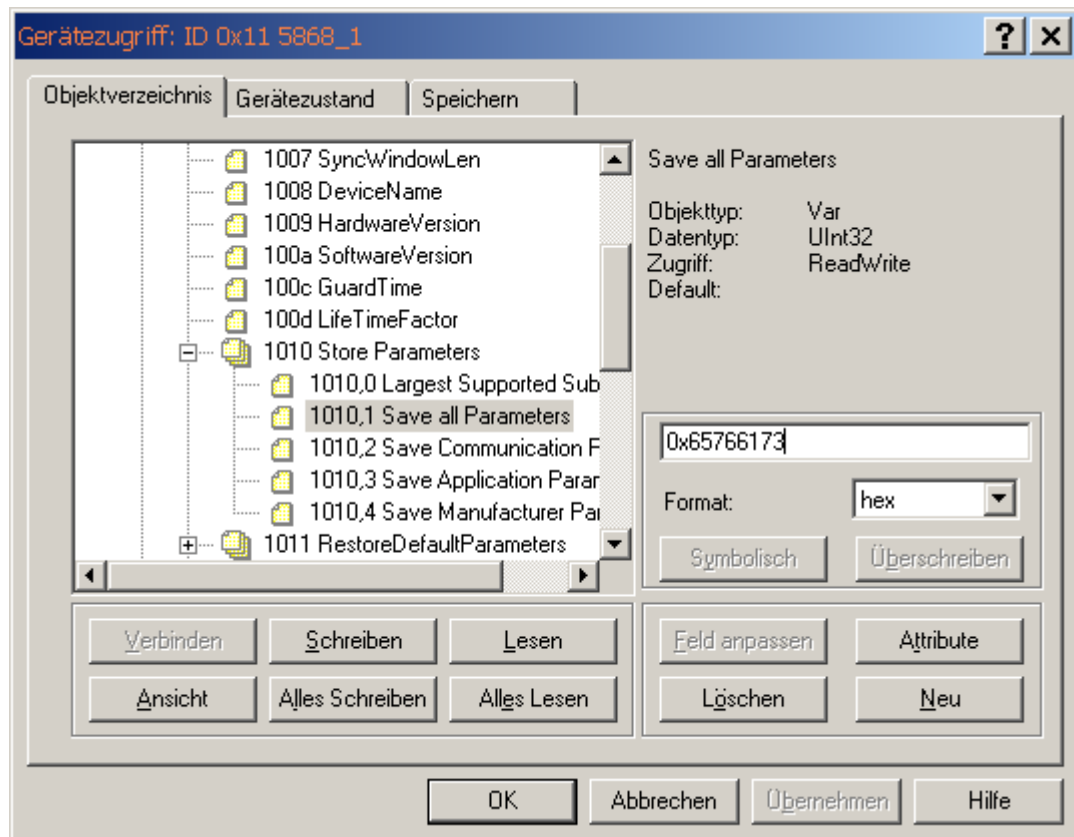 Gerätezugriff: ID 0x11 5868_1
Objektverzeichnis Gerätezustand Speichern
1007 SyncWindowLen
1008 DeviceName
1009 HardwareVersion
100a SoftwareVersion
100c GuardTime
100d LifeTimeFactor
1010 Store Parameters
1010,0 Largest Supported Sub
1010,1 Save all Parameters
1010,2 Save Communication F
1010,3 Save Application Parar
1010,4 Save Manufacturer Par
1011 RestoreDefaultParameters
Save all Parameters
Objekttyp: Var
Datentyp: UInt32
Zugriff: ReadWrite
Default:
0x65766173
Format: hex
Symbolisch Überschreiben
Verbinden Schreiben Lesen
Ansicht Alles Schreiben Alles Lesen
Feld anpassen Attribute
Löschen Neu
OK Abbrechen Übernehmen Hilfe